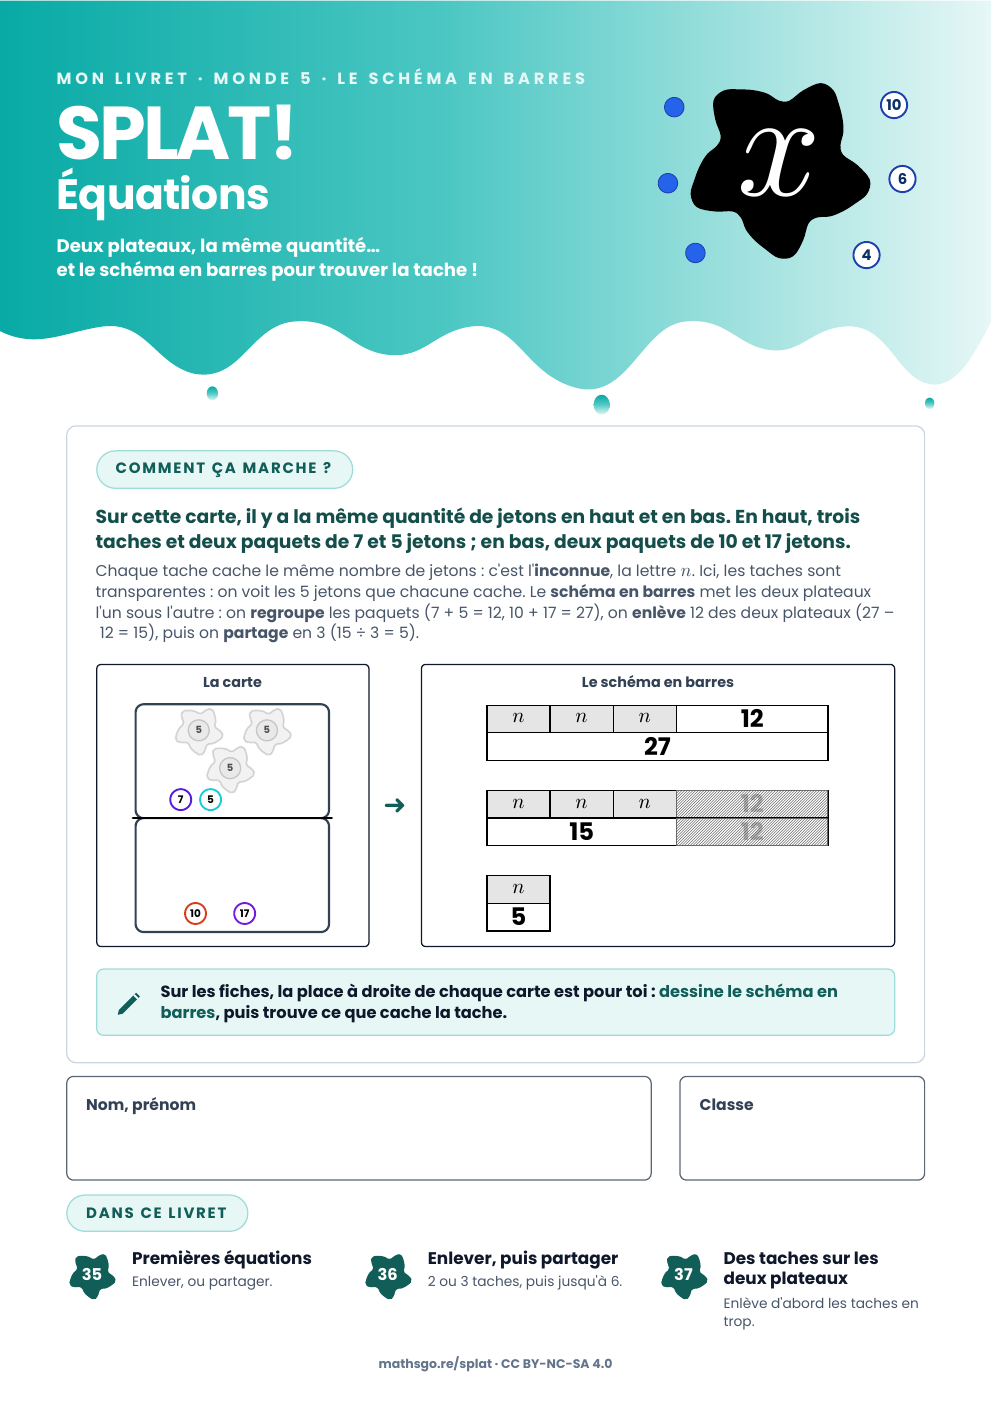 MON LIVRET · MONDE 5 · LE SCHÉMA EN BARRES
SPLAT!
Équations
Deux plateaux, la même quantité...
et le schéma en barres pour trouver la tache !
x
10
6
4
COMMENT ÇA MARCHE ?
Sur cette carte, il y a la même quantité de jetons en haut et en bas. En haut, trois
taches et deux paquets de 7 et 5 jetons ; en bas, deux paquets de 10 et 17 jetons.
Chaque tache cache le même nombre de jetons : c'est l'inconnue, la lettre n. Ici, les taches sont
transparentes : on voit les 5 jetons que chacune cache. Le schéma en barres met les deux plateaux
l'un sous l'autre : on regroupe les paquets (7 + 5 = 12, 10 + 17 = 27), on enlève 12 des deux plateaux (27 –
12 = 15), puis on partage en 3 (15 ÷ 3 = 5).
La carte
5
5
5
7
5
10
17
Le schéma en barres
n n n 12
27
n n n 12
15 12
n
5
Sur les fiches, la place à droite de chaque carte est pour toi : dessine le schéma en
barres, puis trouve ce que cache la tache.
Nom, prénom
Classe
DANS CE LIVRET
35
Premières équations
Enlever, ou partager.
36
Enlever, puis partager
2 ou 3 taches, puis jusqu'à 6.
37
Des taches sur les
deux plateaux
Enlève d'abord les taches en
trop.
mathsgo.re/splat · CC BY-NC-SA 4.0